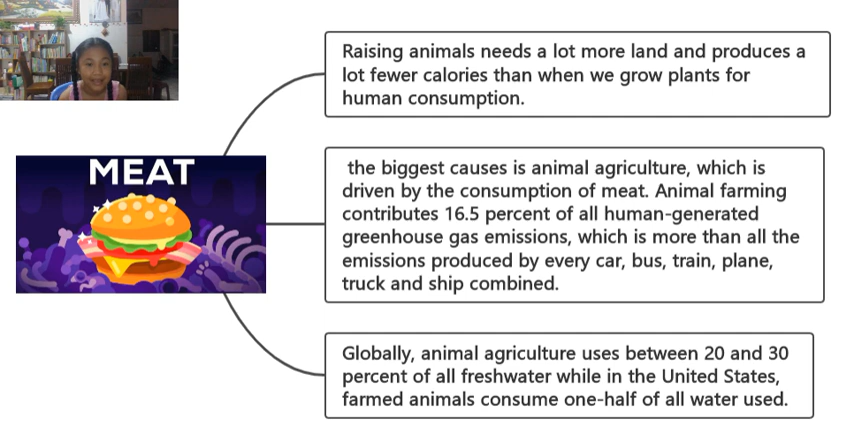 Raising animals needs a lot more land and produces a
lot fewer calories than when we grow plants for
human consumption.
MEAT
the biggest causes is animal agriculture, which is
driven by the consumption of meat. Animal farming
contributes 16.5 percent of all human-generated
greenhouse gas emissions, which is more than all the
emissions produced by every car, bus, train, plane,
truck and ship combined.
Globally, animal agriculture uses between 20 and 30
percent of all freshwater while in the United States,
farmed animals consume one-half of all water used.